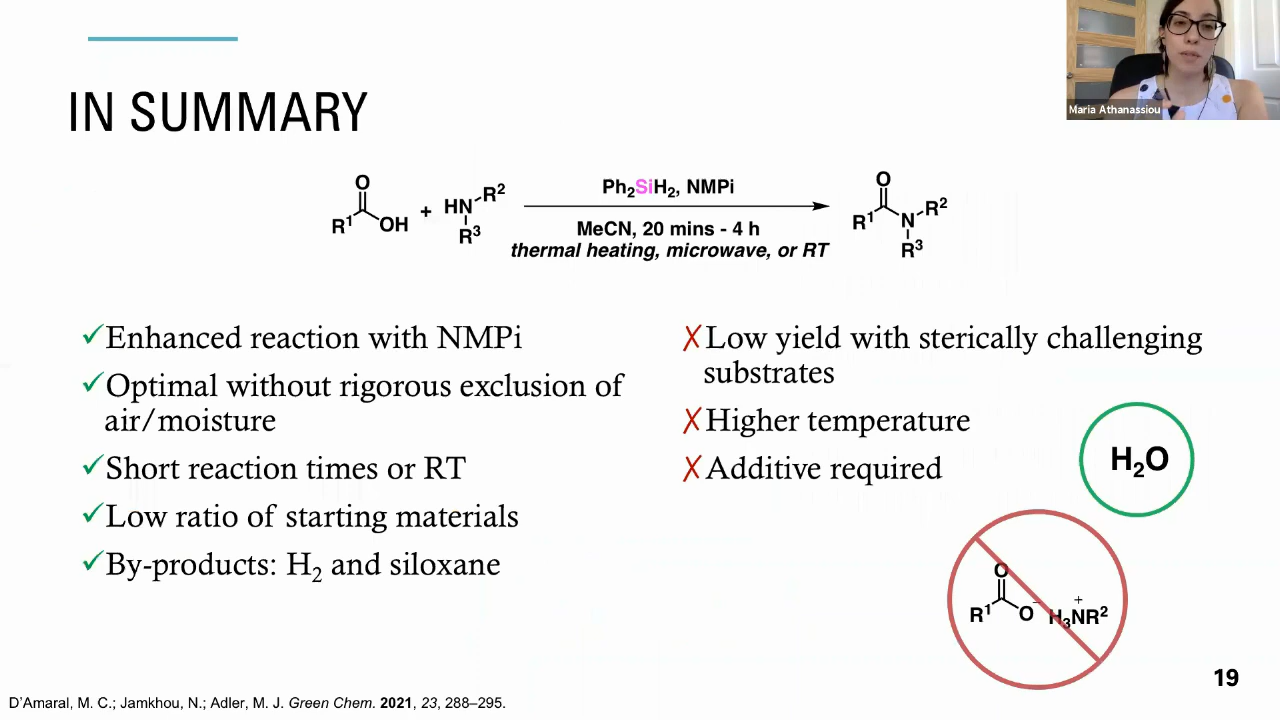 Maria Athanassiou
IN SUMMARY
O
R¹ OH + HN R²
R³
Ph₂SiH₂, NMPi
MeCN, 20 mins - 4 h
thermal heating, microwave, or RT
O
R¹ N R²
R³
✓Enhanced reaction with NMPi
✓Optimal without rigorous exclusion of
air/moisture
✓Short reaction times or RT
✓Low ratio of starting materials
✓By-products: H₂ and siloxane
✗Low yield with sterically challenging
substrates
✗Higher temperature
✗Additive required
H₂O
O
R¹ O⁻ H₃⁺NR²
19
D'Amaral, M. C.; Jamkhou, N.; Adler, M. J. Green Chem. 2021, 23, 288–295.